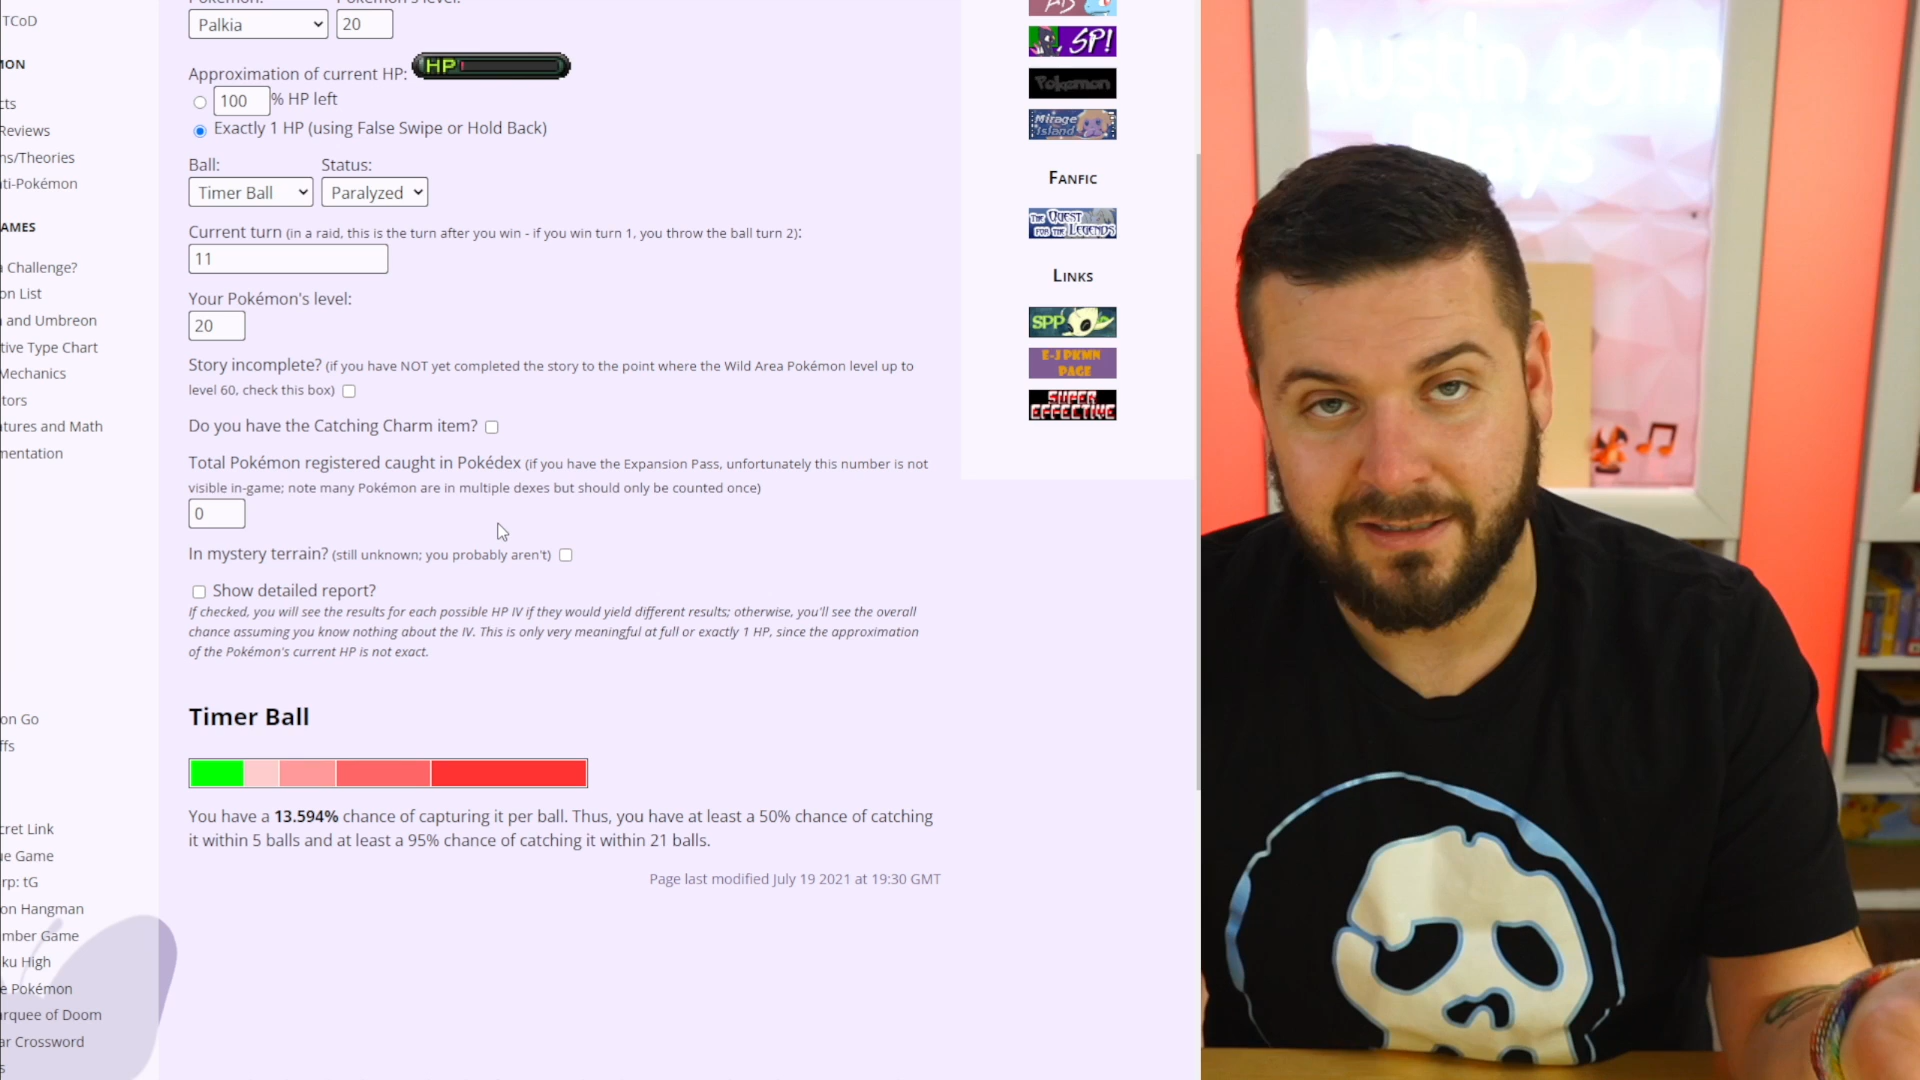 TCoD
MON
cts
Reviews
ns/Theories
ti-Pokémon
AMES
a Challenge?
on List
n and Umbreon
tive Type Chart
Mechanics
tors
atures and Math
mentation
on Go
ffs
cret Link
ue Game
rp: tG
on Hangman
mber Game
ku High
e Pokémon
arquee of Doom
ar Crossword
s
Palkia
20
Approximation of current HP: HP
100 % HP left
Exactly 1 HP (using False Swipe or Hold Back)
Ball: Status:
Timer Ball Paralyzed
Current turn (in a raid, this is the turn after you win - if you win turn 1, you throw the ball turn 2):
11
Your Pokémon's level:
20
Story incomplete? (if you have NOT yet completed the story to the point where the Wild Area Pokémon level up to
level 60, check this box)
Do you have the Catching Charm item?
Total Pokémon registered caught in Pokédex (if you have the Expansion Pass, unfortunately this number is not
visible in-game; note many Pokémon are in multiple dexes but should only be counted once)
0
In mystery terrain? (still unknown; you probably aren't)
Show detailed report?
If checked, you will see the results for each possible HP IV if they would yield different results; otherwise, you'll see the overall
chance assuming you know nothing about the IV. This is only very meaningful at full or exactly 1 HP, since the approximation
of the Pokémon's current HP is not exact.
Timer Ball
You have a 13.594% chance of capturing it per ball. Thus, you have at least a 50% chance of catching
it within 5 balls and at least a 95% chance of catching it within 21 balls.
Page last modified July 19 2021 at 19:30 GMT
SP!
Pokemon
Mirage
Island
FANFIC
THE QUEST
FOR THE LEGENDS
LINKS
SPP
E-J PKMN
PAGE
SUPER
EFFECTIVE
Austin John
Plays